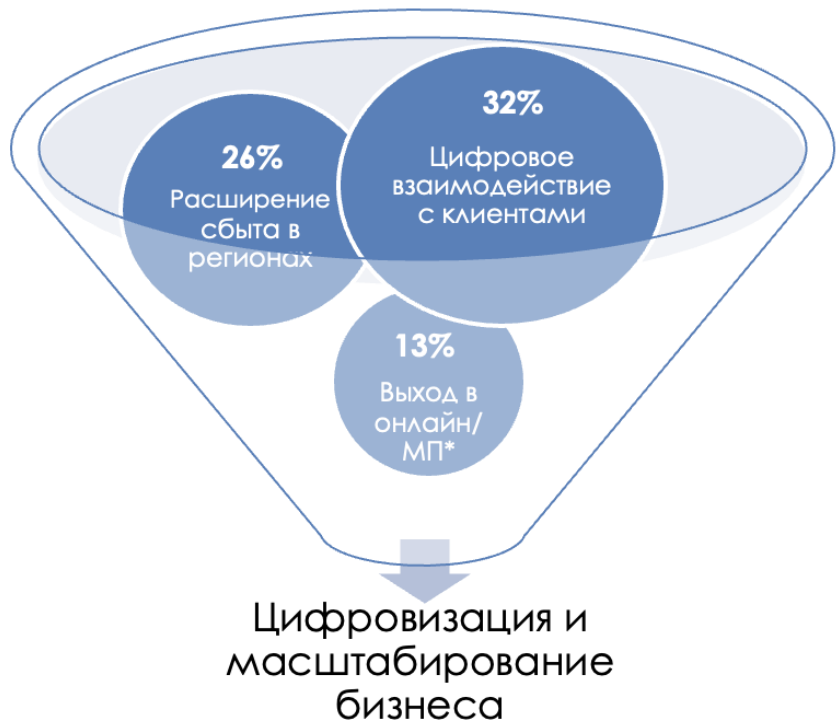 32%
Цифровое
взаимодействие
с клиентами
26%
Расширение
сбыта в
регионах
13%
Выход в
онлайн/
МП*
Цифровизация и
масштабирование
бизнеса